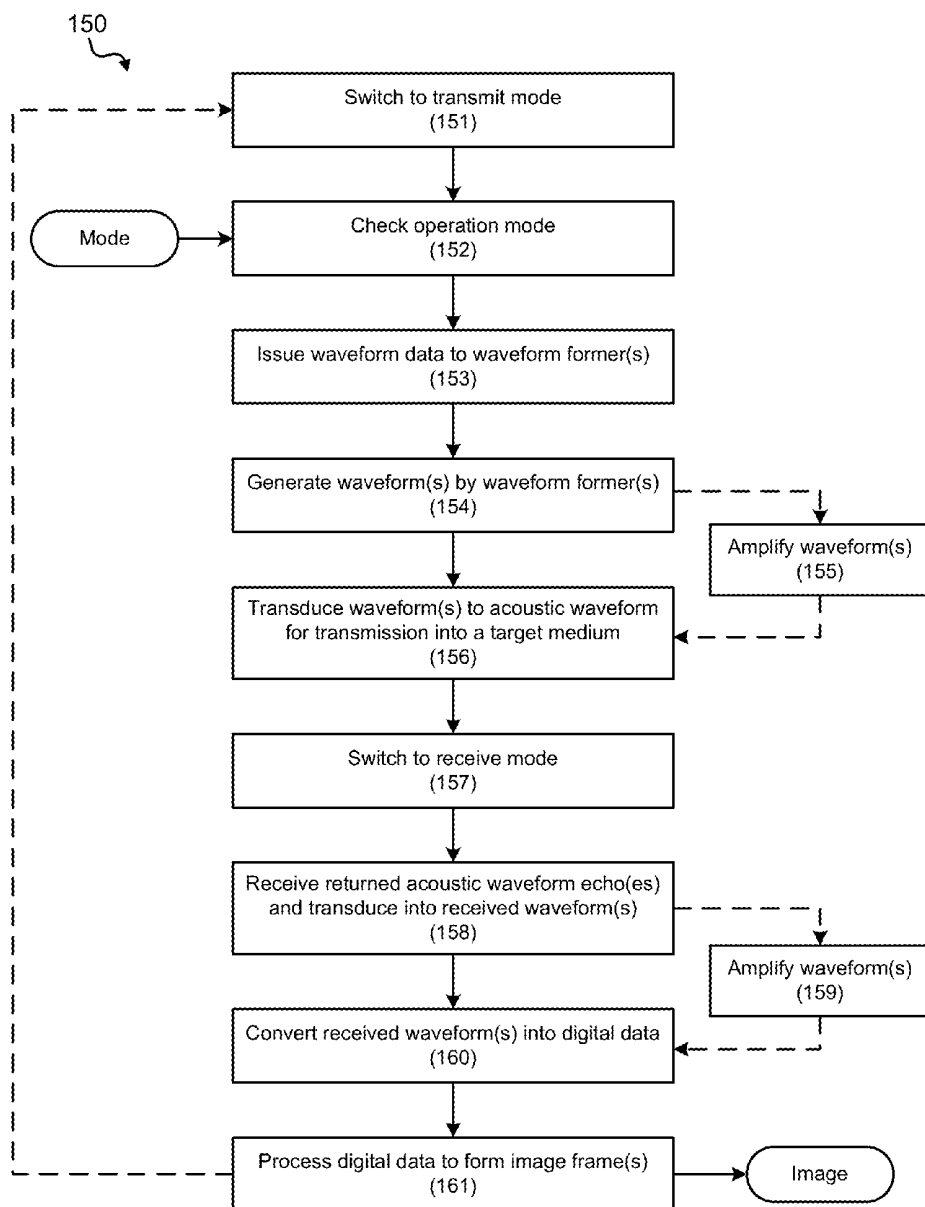 150
Switch to transmit mode
(151)
Mode
Check operation mode
(152)
Issue waveform data to waveform former(s)
(153)
Generate waveform(s) by waveform former(s)
(154)
Amplify waveform(s)
(155)
Transduce waveform(s) to acoustic waveform
for transmission into a target medium
(156)
Switch to receive mode
(157)
Receive returned acoustic waveform echo(es)
and transduce into received waveform(s)
(158)
Amplify waveform(s)
(159)
Convert received waveform(s) into digital data
(160)
Process digital data to form image frame(s)
(161)
Image